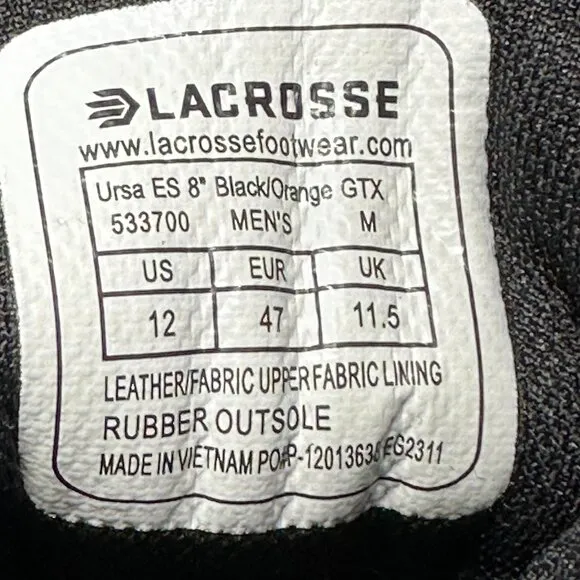 LACROSSE
www.lacrossefootwear.com
Ursa ES 8" Black/Orange GTX
533700 MEN'S M
US EUR UK
12 47 11.5
LEATHER/FABRIC UPPER FABRIC LINING
RUBBER OUTSOLE
MADE IN VIETNAM EG2311